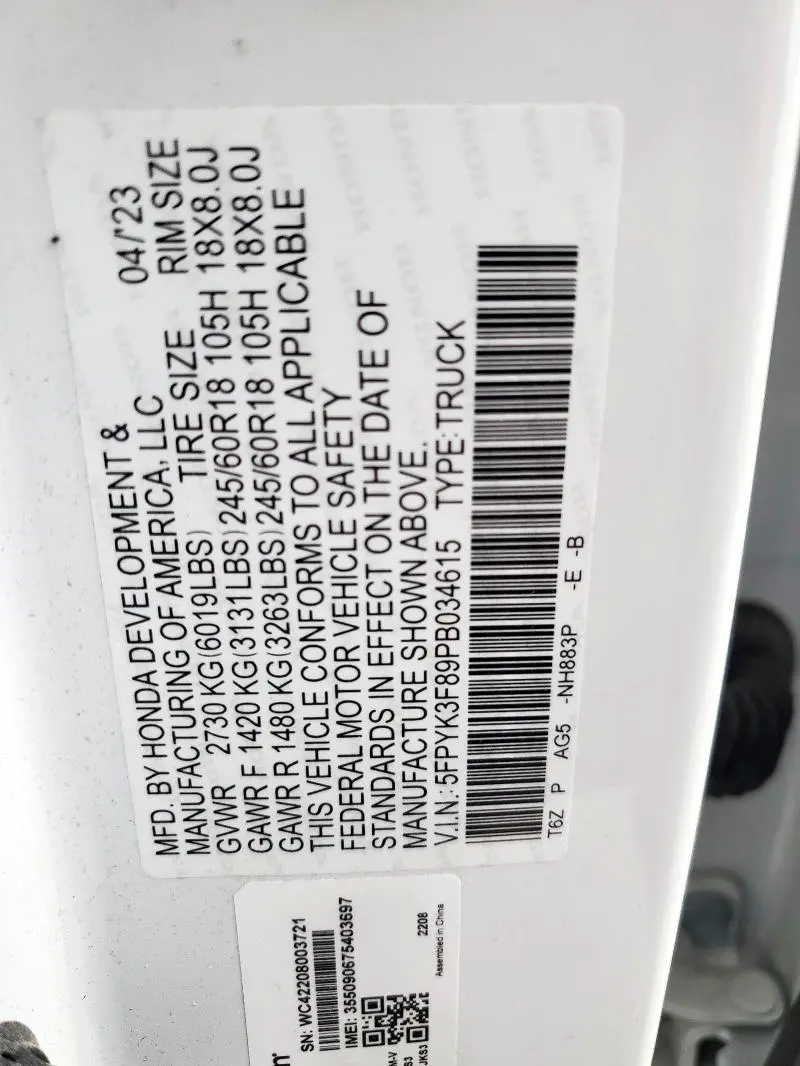 MFD. BY HONDA DEVELOPMENT &
MANUFACTURING OF AMERICA, LLC 04/'23
GVWR 2730 KG(6019LBS) TIRE SIZE RIM SIZE
GAWR F 1420 KG(3131LBS) 245/60R18 105H 18X8.0J
GAWR R 1480 KG(3263LBS) 245/60R18 105H 18X8.0J
THIS VEHICLE CONFORMS TO ALL APPLICABLE
FEDERAL MOTOR VEHICLE SAFETY
STANDARDS IN EFFECT ON THE DATE OF
MANUFACTURE SHOWN ABOVE.
V.I.N.: 5FPYK3F89PB034615 TYPE: TRUCK
T6Z P AG5 -NH883P -E -B
SN: WC42208003721
IMEI: 355090675403697
2208
Assembled in China
JKS3